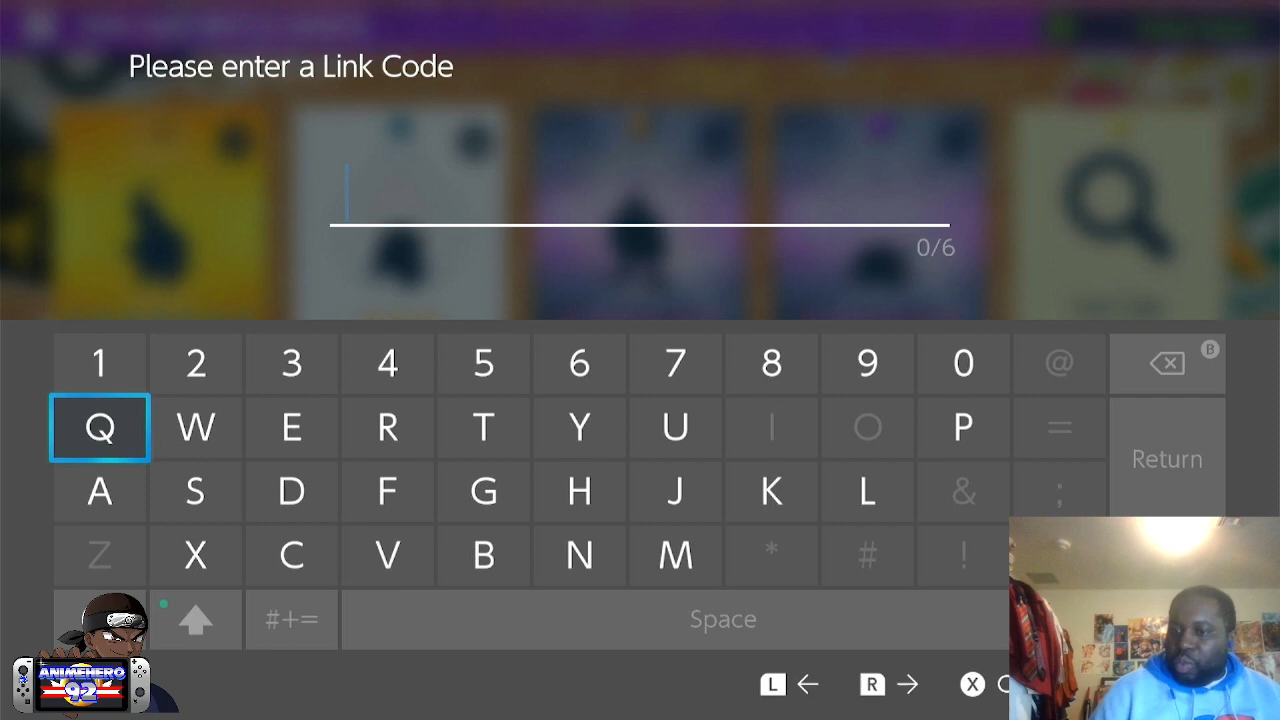 Please enter a Link Code
0/6
1 2 3 4 5 6 7 8 9 0 @ B
Q W E R T Y U I O P =
Return
A S D F G H J K L & ;
Z X C V B N M * # !
#+= Space
L ← R → X
ANIMEHERO
92